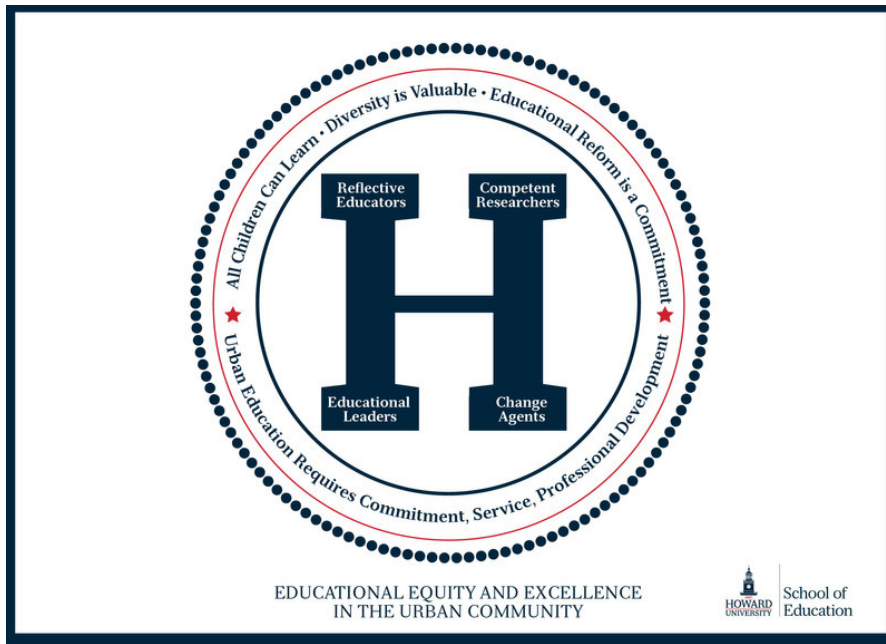 All Children Can Learn • Diversity is Valuable • Educational Reform is a Commitment
Reflective
Educators
Competent
Researchers
H
Educational
Leaders
Change
Agents
Urban Education Requires Commitment, Service, Professional Development
EDUCATIONAL EQUITY AND EXCELLENCE
IN THE URBAN COMMUNITY
HOWARD
UNIVERSITY
School of
Education